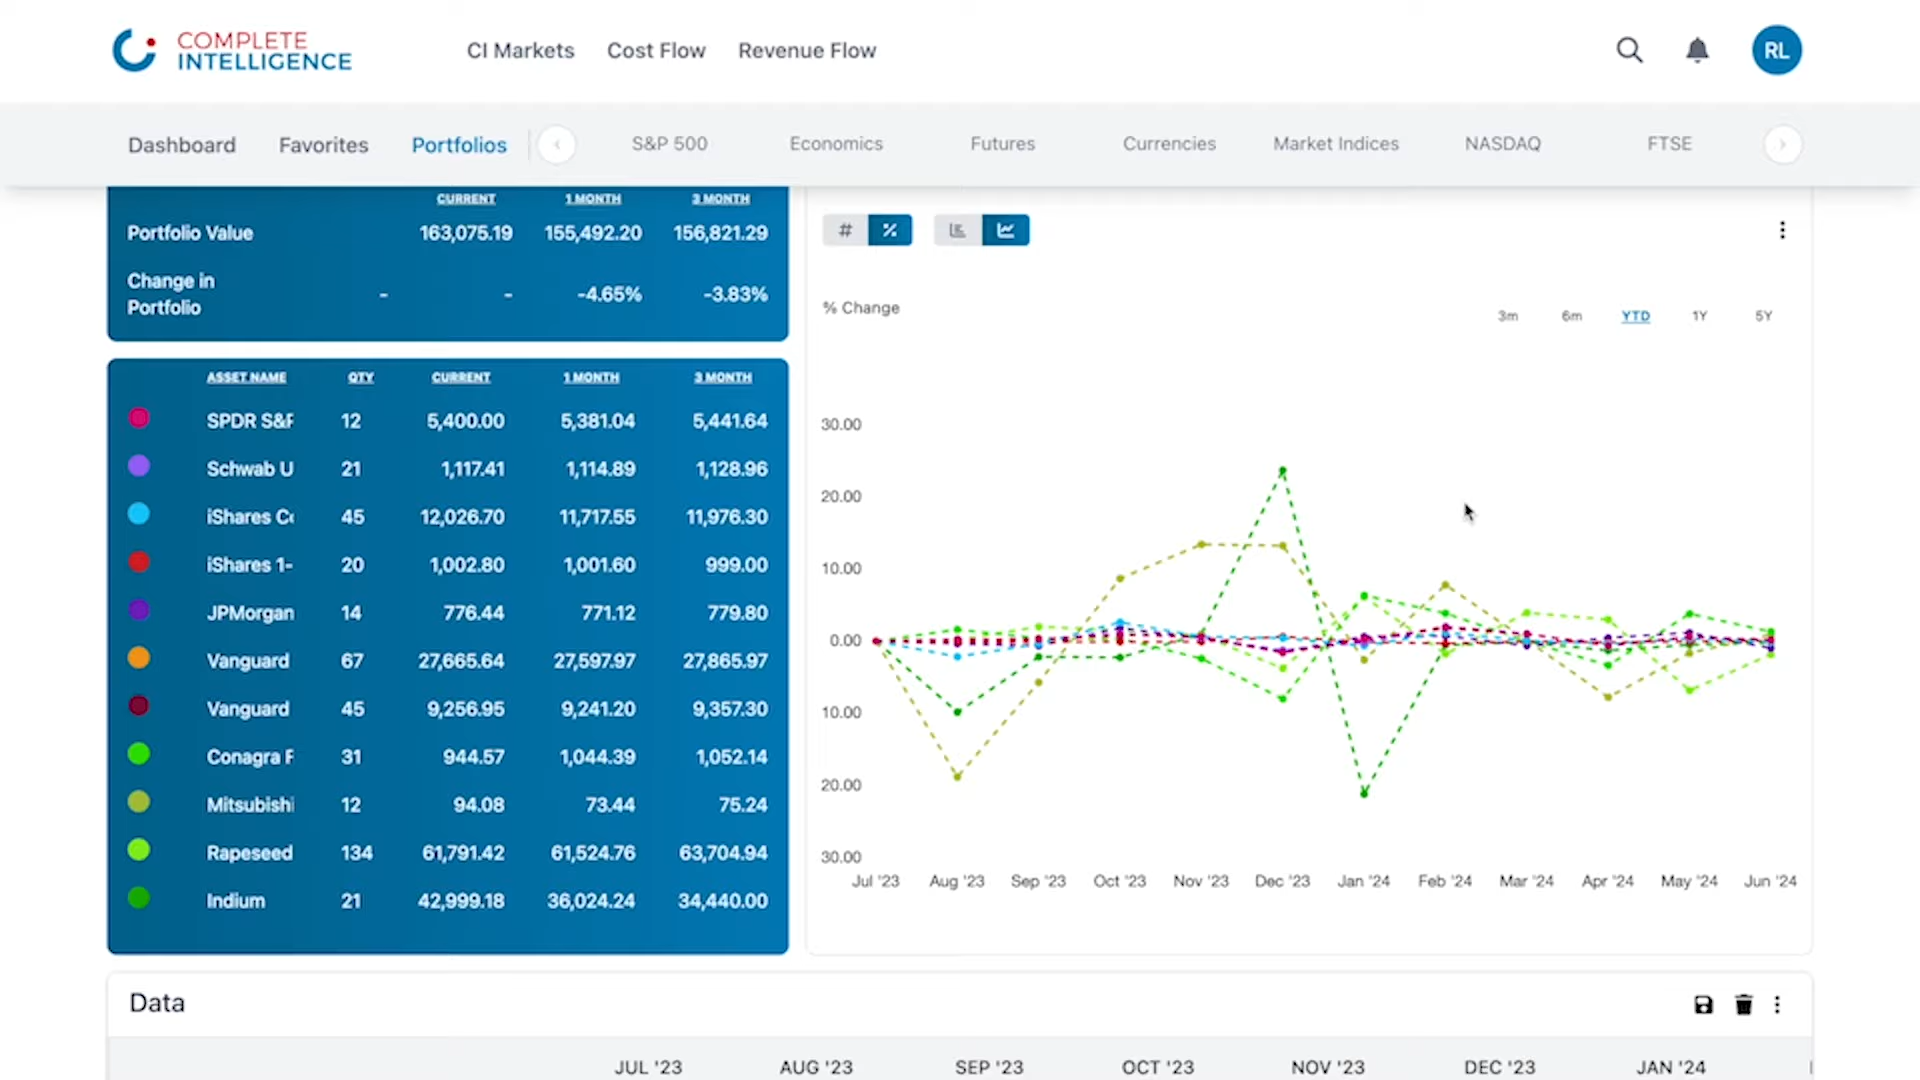 COMPLETE
INTELLIGENCE
CI Markets Cost Flow Revenue Flow
RL
Dashboard Favorites Portfolios S&P 500 Economics Futures Currencies Market Indices NASDAQ FTSE
CURRENT 1 MONTH 3 MONTH
Portfolio Value 163,075.19 155,492.20 156,821.29
Change in
Portfolio - - -4.65% -3.83%
ASSET NAME QTY CURRENT 1 MONTH 3 MONTH
SPDR S&P 12 5,400.00 5,381.04 5,441.64
Schwab U 21 1,117.41 1,114.89 1,128.96
iShares Co 45 12,026.70 11,717.55 11,976.30
iShares 1- 20 1,002.80 1,001.60 999.00
JPMorgan 14 776.44 771.12 779.80
Vanguard 67 27,665.64 27,597.97 27,865.97
Vanguard 45 9,256.95 9,241.20 9,357.30
Conagra F 31 944.57 1,044.39 1,052.14
Mitsubishi 12 94.08 73.44 75.24
Rapeseed 134 61,791.42 61,524.76 63,704.94
Indium 21 42,999.18 36,024.24 34,440.00
# %
% Change
3m 6m YTD 1Y 5Y
30.00
20.00
10.00
0.00
10.00
20.00
30.00
Jul '23 Aug '23 Sep '23 Oct '23 Nov '23 Dec '23 Jan '24 Feb '24 Mar '24 Apr '24 May '24 Jun '24
Data
JUL '23 AUG '23 SEP '23 OCT '23 NOV '23 DEC '23 JAN '24